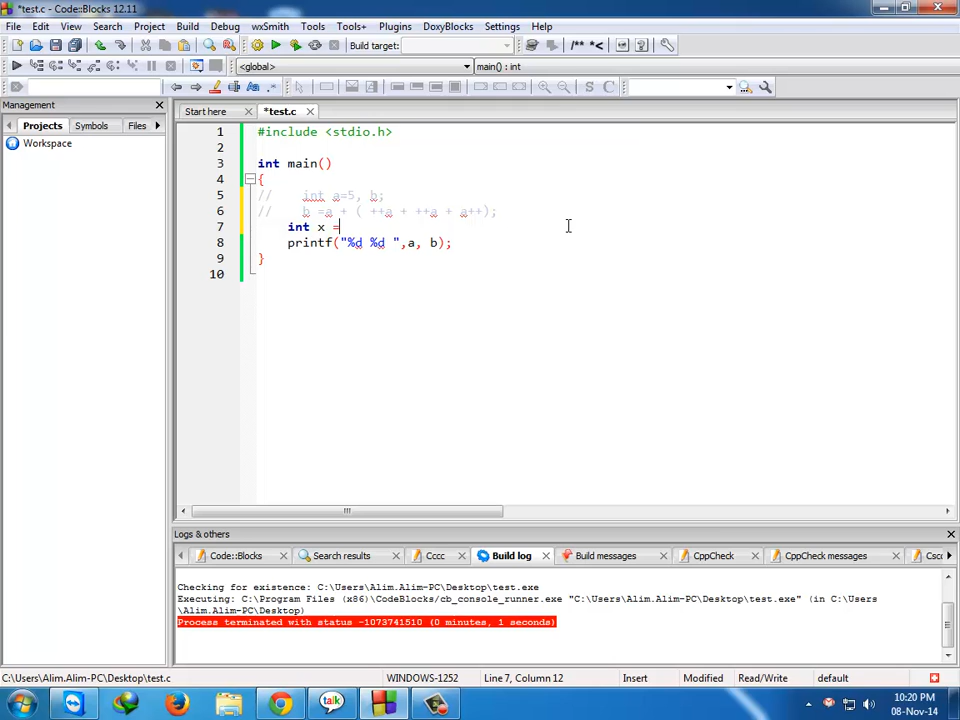 *test.c - Code::Blocks 12.11
File Edit View Search Project Build Debug wxSmith Tools Tools+ Plugins DoxyBlocks Settings Help
Build target:
/** *<
<global> main() : int
Management
Start here *test.c
Projects Symbols Files
Workspace
1 #include <stdio.h>
2
3 int main()
4 {
5 // int a=5, b;
6 // b =a + ( ++a + ++a + a++);
7 int x =
8 printf("%d %d ",a, b);
9 }
10
Logs & others
Code::Blocks Search results Cccc Build log Build messages CppCheck CppCheck messages Cscc
Checking for existence: C:\Users\Alim.Alim-PC\Desktop\test.exe
Executing: C:\Program Files (x86)\CodeBlocks/cb_console_runner.exe "C:\Users\Alim.Alim-PC\Desktop\test.exe" (in C:\Users
\Alim.Alim-PC\Desktop)
Process terminated with status -1073741510 (0 minutes, 1 seconds)
C:\Users\Alim.Alim-PC\Desktop\test.c WINDOWS-1252 Line 7, Column 12 Insert Modified Read/Write default
talk
10:20 PM
08-Nov-14